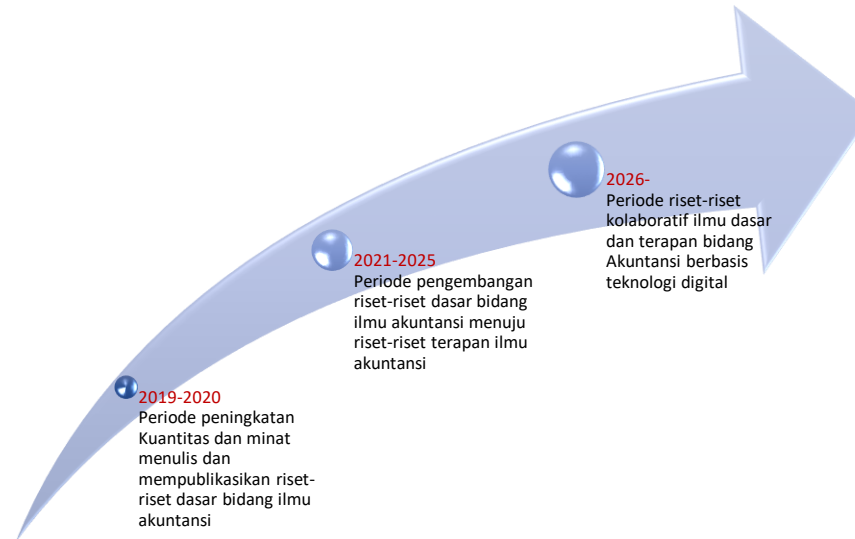 2019-2020
Periode peningkatan
Kuantitas dan minat
menulis dan
mempublikasikan riset-
riset dasar bidang ilmu
akuntansi
2021-2025
Periode pengembangan
riset-riset dasar bidang
ilmu akuntansi menuju
riset-riset terapan ilmu
akuntansi
2026-
Periode riset-riset
kolaboratif ilmu dasar
dan terapan bidang
Akuntansi berbasis
teknologi digital